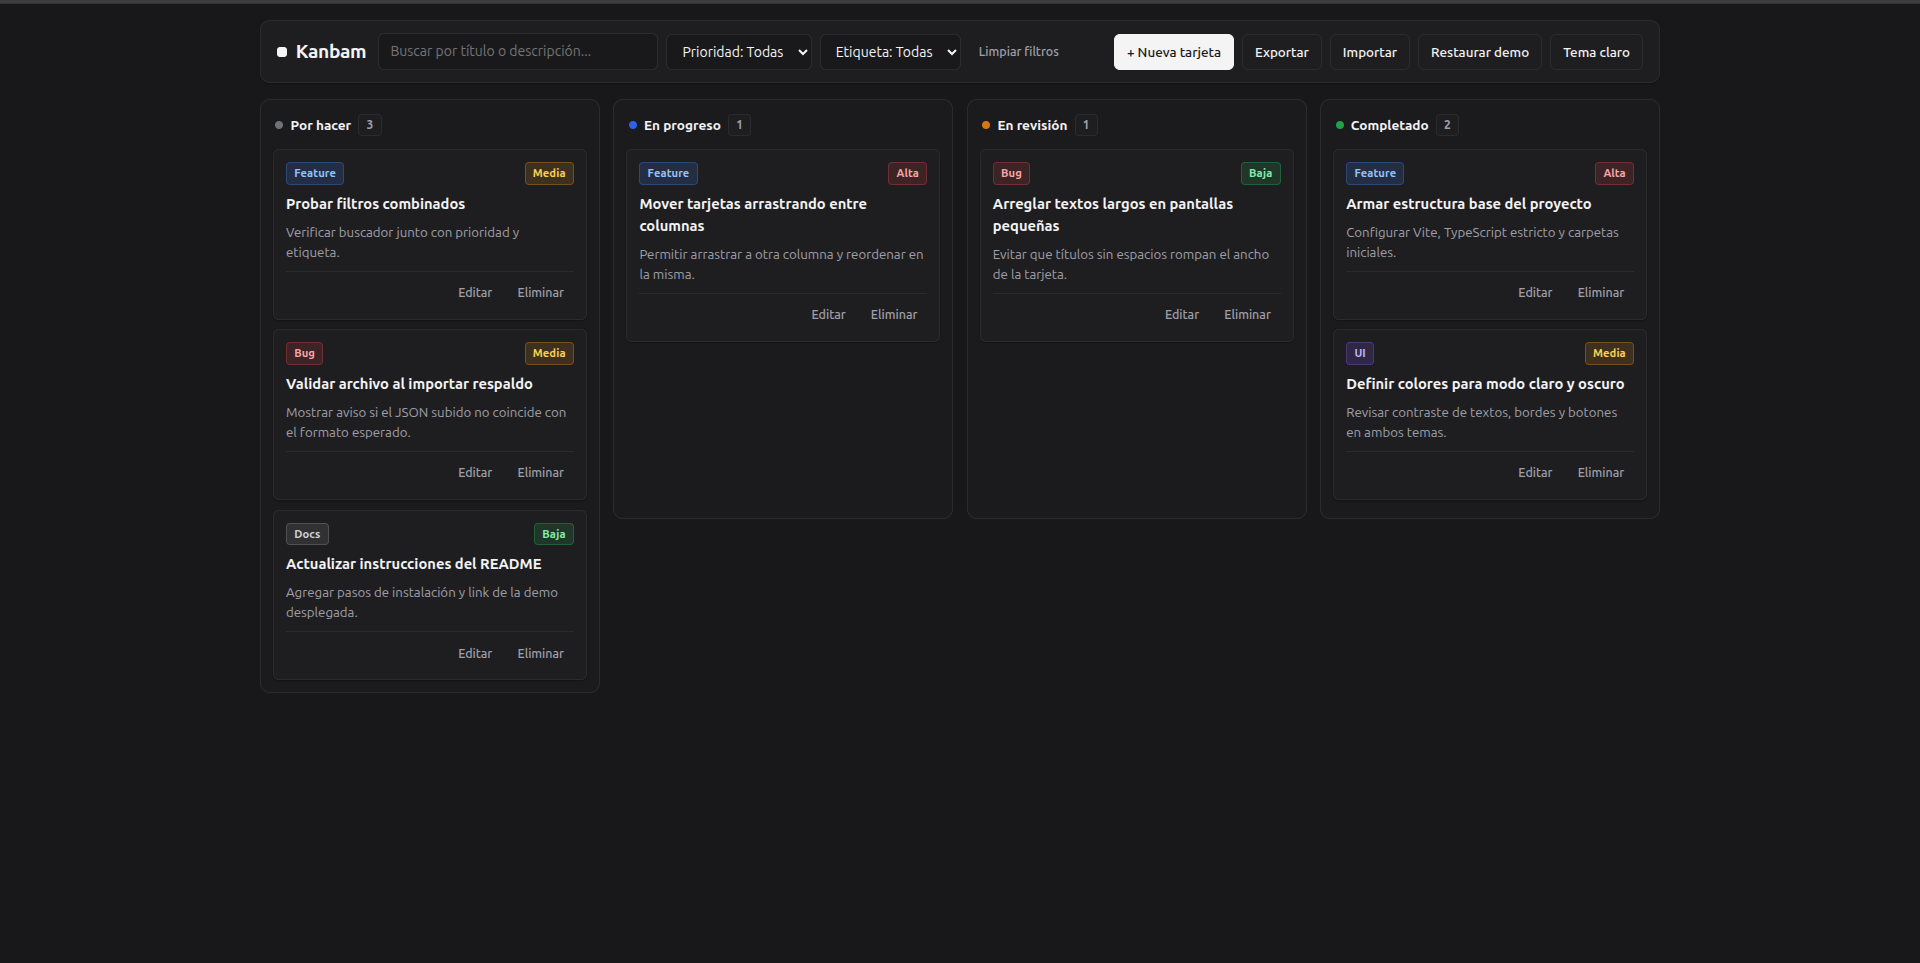 Kanbam
Buscar por título o descripción...
Prioridad: Todas
Etiqueta: Todas
Limpiar filtros
+ Nueva tarjeta
Exportar
Importar
Restaurar demo
Tema claro
Por hacer 3
Feature
Media
Probar filtros combinados
Verificar buscador junto con prioridad y
etiqueta.
Editar Eliminar
Bug
Media
Validar archivo al importar respaldo
Mostrar aviso si el JSON subido no coincide con
el formato esperado.
Editar Eliminar
Docs
Baja
Actualizar instrucciones del README
Agregar pasos de instalación y link de la demo
desplegada.
Editar Eliminar
En progreso 1
Feature
Alta
Mover tarjetas arrastrando entre
columnas
Permitir arrastrar a otra columna y reordenar en
la misma.
Editar Eliminar
En revisión 1
Bug
Baja
Arreglar textos largos en pantallas
pequeñas
Evitar que títulos sin espacios rompan el ancho
de la tarjeta.
Editar Eliminar
Completado 2
Feature
Alta
Armar estructura base del proyecto
Configurar Vite, TypeScript estricto y carpetas
iniciales.
Editar Eliminar
UI
Media
Definir colores para modo claro y oscuro
Revisar contraste de textos, bordes y botones
en ambos temas.
Editar Eliminar